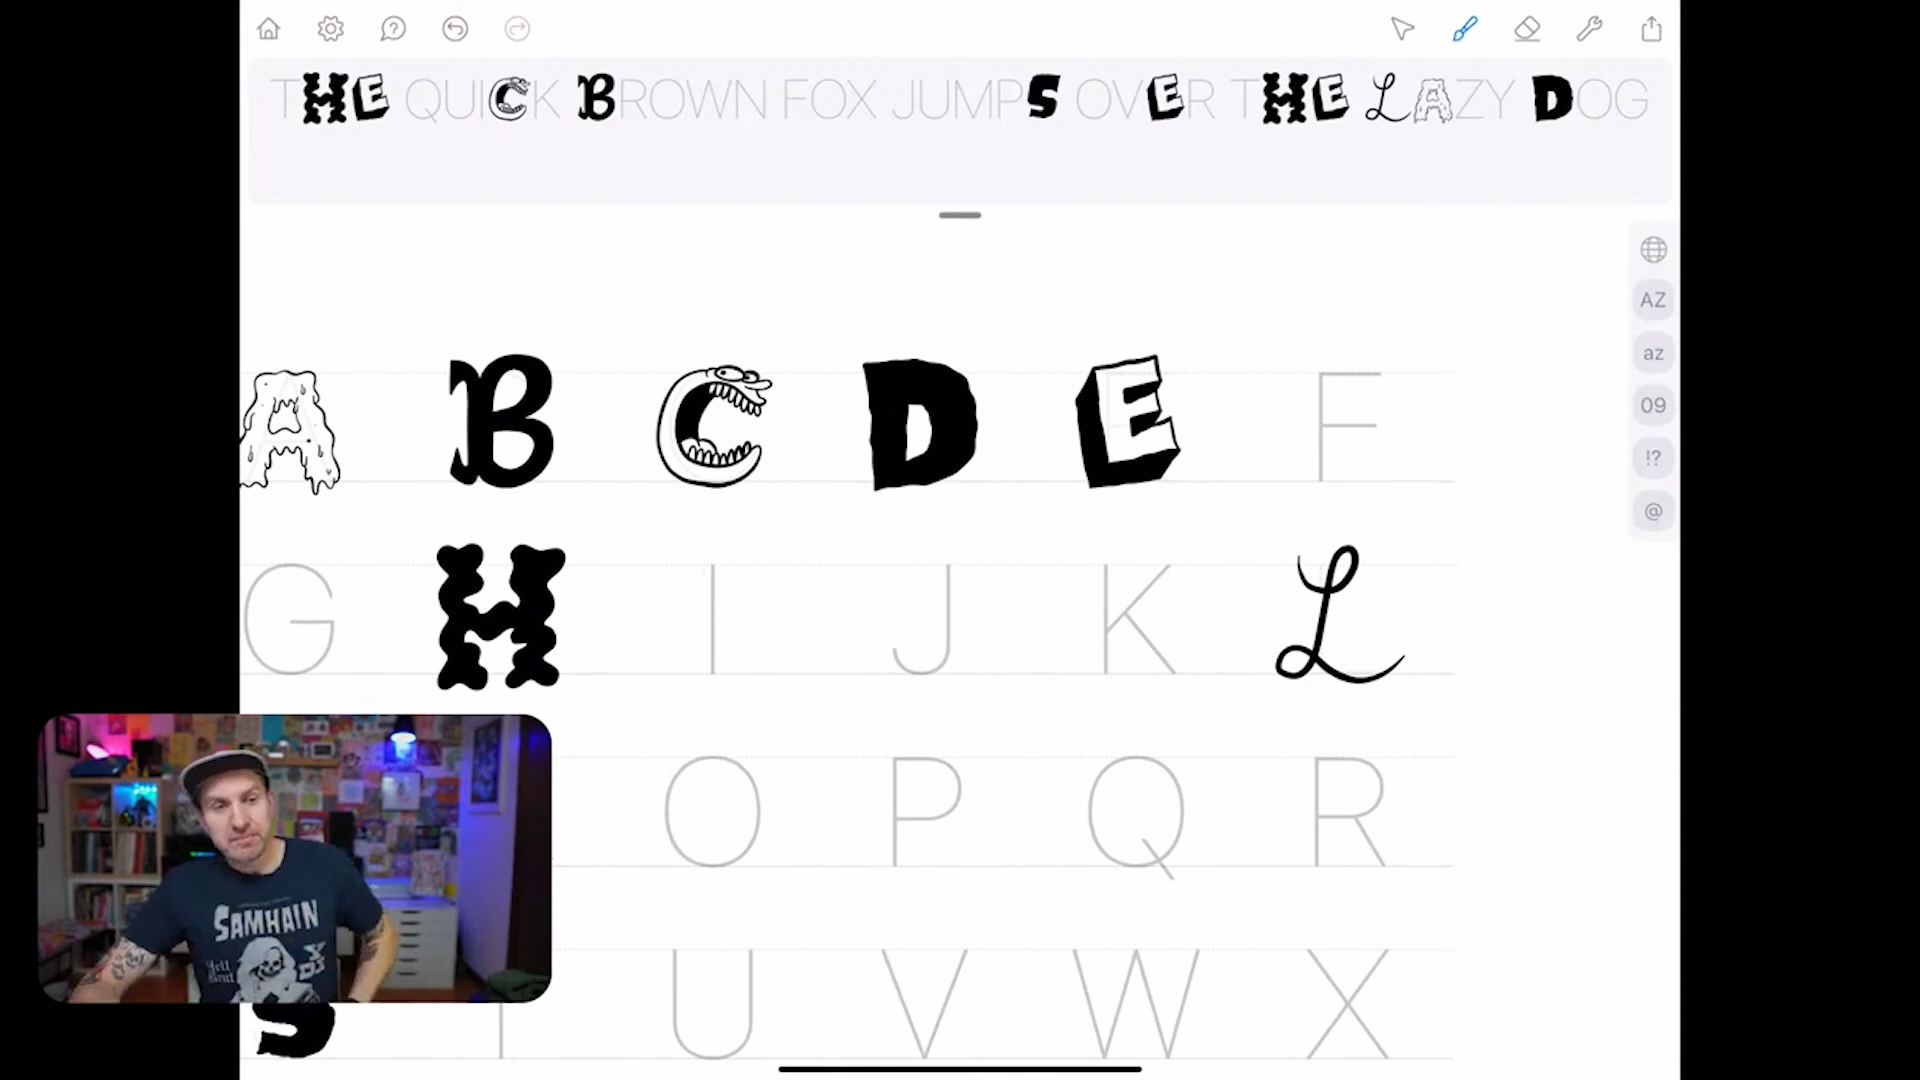 THE QUICK BROWN FOX JUMPS OVER THE LAZY DOG
AZ
az
09
!?
@
A B C D E F
G H I J K L
O P Q R
S T U V W X
SAMHAIN